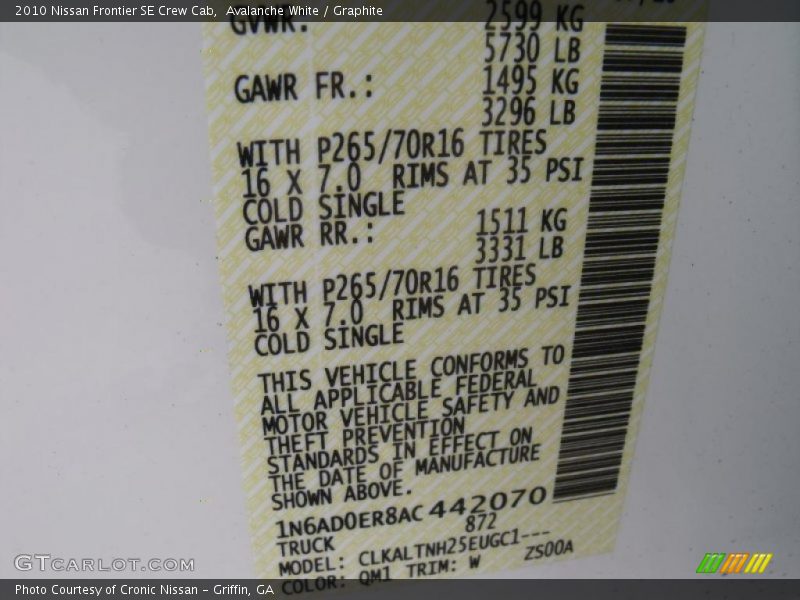 2010 Nissan Frontier SE Crew Cab, Avalanche White / Graphite
GVWR: 2599 KG
5730 LB
GAWR FR.: 1495 KG
3296 LB
WITH P265/70R16 TIRES
16 X 7.0 RIMS AT 35 PSI
COLD SINGLE
GAWR RR.: 1511 KG
3331 LB
WITH P265/70R16 TIRES
16 X 7.0 RIMS AT 35 PSI
COLD SINGLE
THIS VEHICLE CONFORMS TO
ALL APPLICABLE FEDERAL
MOTOR VEHICLE SAFETY AND
THEFT PREVENTION
STANDARDS IN EFFECT ON
THE DATE OF MANUFACTURE
SHOWN ABOVE.
1N6AD0ER8AC442070
TRUCK 872
MODEL: CLKALTNH25EUGC1---
COLOR: QM1 TRIM: W ZS00A
GTCARLOT.COM
Photo Courtesy of Cronic Nissan - Griffin, GA